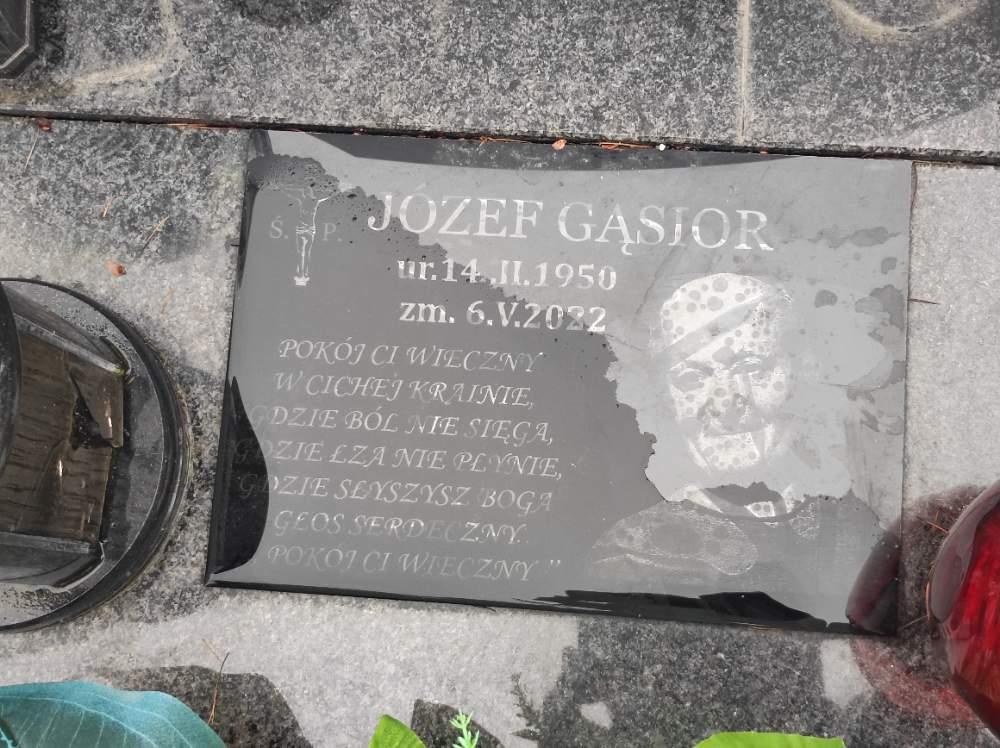 Ś. P. JÓZEF GĄSIOR
ur. 14.II.1950
zm. 6.V.2022
POKÓJ CI WIECZNY
W CICHEJ KRAINIE,
GDZIE BÓL NIE SIĘGA,
GDZIE ŁZA NIE PŁYNIE,
GDZIE SŁYSZYSZ BOGA
GŁOS SERDECZNY.
POKÓJ CI WIECZNY "